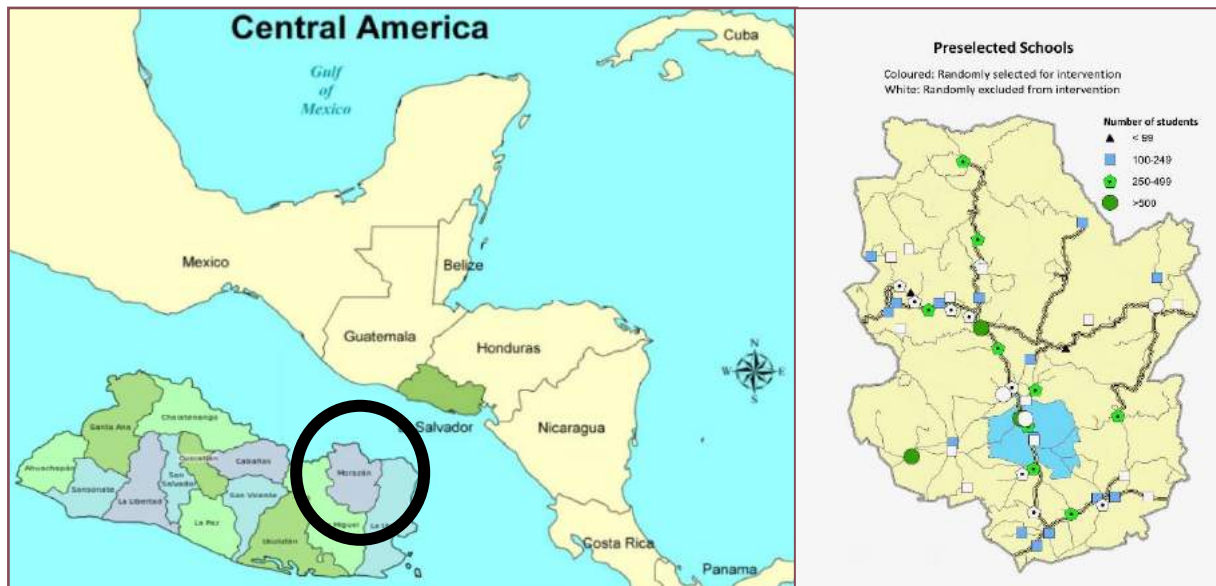 Central America
Cuba
Gulf
of
Mexico
Mexico
Belize
Guatemala
Honduras
N
W
E
S
Salvador
Nicaragua
Costa Rica
Panama
Chalatenango
Santa Ana
Cuscatlán
Cabañas
Morazán
Ahuachapán
San
Salvador
Sonsonate
La Libertad
San Vicente
La Paz
Miguel
La U
Usulután
Preselected Schools
Coloured: Randomly selected for intervention
White: Randomly excluded from intervention
Number of students
< 99
100-249
250-499
>500